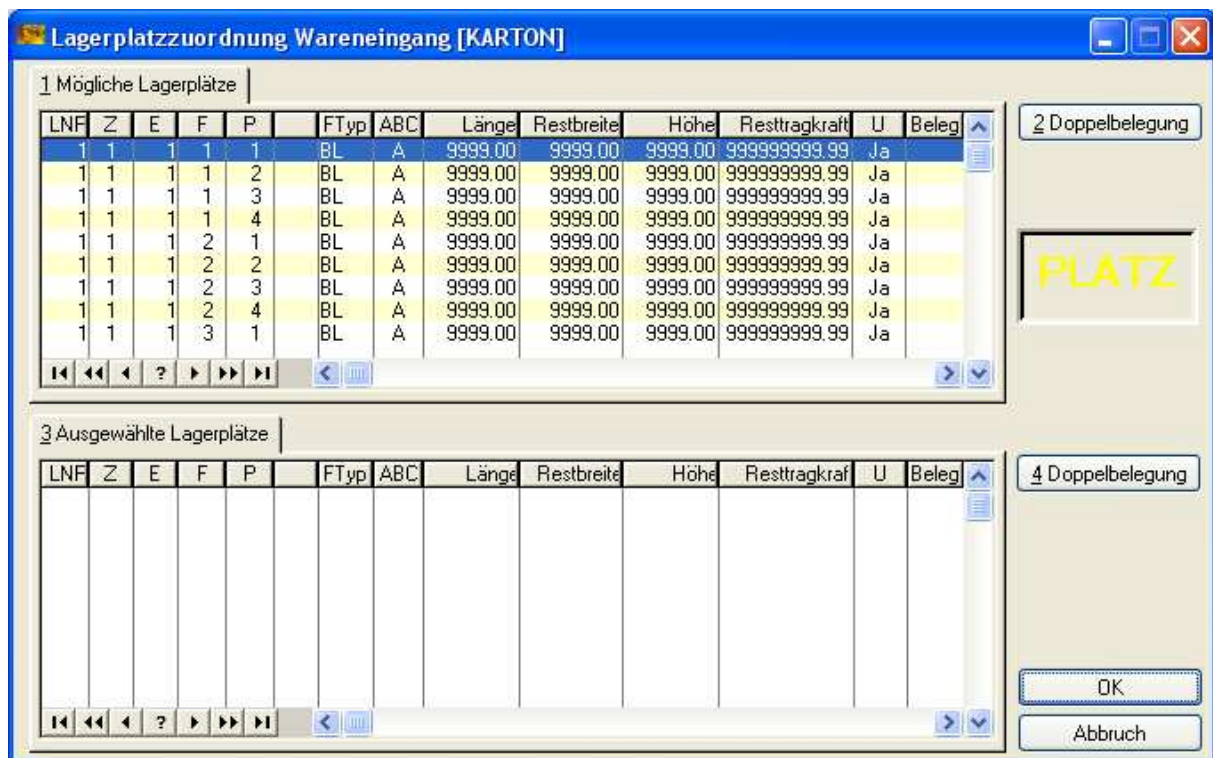 Lagerplatzzuordnung Wareneingang [KARTON]
1 Mögliche Lagerplätze
LNF Z E F P FTyp ABC Länge Restbreite Höhe Resttragkraft U Beleg
1 1 1 1 1 BL A 9999.00 9999.00 9999.00 999999999.99 Ja
1 1 1 1 2 BL A 9999.00 9999.00 9999.00 999999999.99 Ja
1 1 1 1 3 BL A 9999.00 9999.00 9999.00 999999999.99 Ja
1 1 1 1 4 BL A 9999.00 9999.00 9999.00 999999999.99 Ja
1 1 1 2 1 BL A 9999.00 9999.00 9999.00 999999999.99 Ja
1 1 1 2 2 BL A 9999.00 9999.00 9999.00 999999999.99 Ja
1 1 1 2 3 BL A 9999.00 9999.00 9999.00 999999999.99 Ja
1 1 1 2 4 BL A 9999.00 9999.00 9999.00 999999999.99 Ja
1 1 1 3 1 BL A 9999.00 9999.00 9999.00 999999999.99 Ja
?
2 Doppelbelegung
PLATZ
3 Ausgewählte Lagerplätze
LNF Z E F P FTyp ABC Länge Restbreite Höhe Resttragkraf U Beleg
?
4 Doppelbelegung
OK
Abbruch